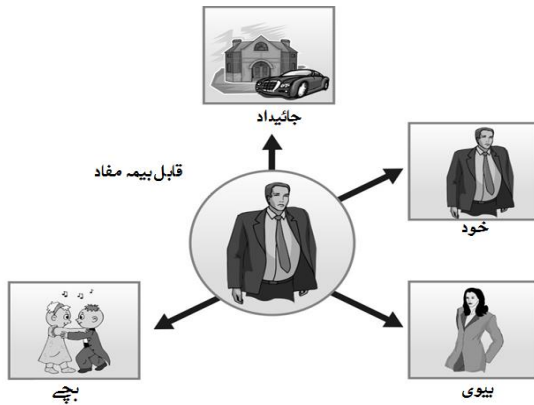 جائیداد
قابل بیمہ مفاد
خود
بیوی
بچے